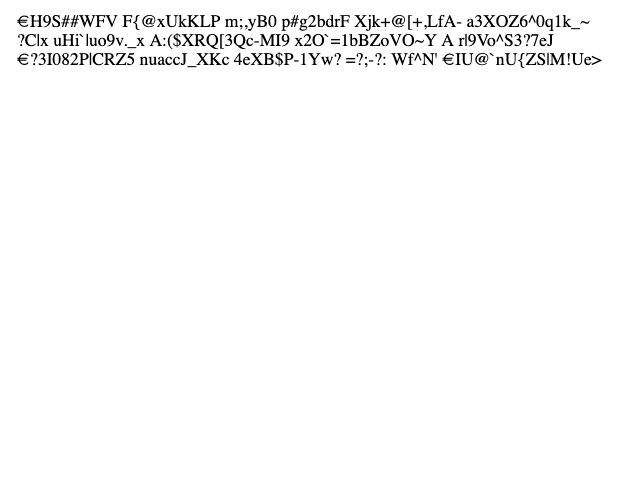 €H9S##WFV F{@xUkKLP m;,yB0 p#g2bdrF Xjk+@[+,LfA- a3XOZ6^0q1k_~
?C|x uHi`|uo9v._x A:($XRQ[3Qc-MI9 x2O`=1bBZoVO~Y A r|9Vo^S3?7eJ
€?3I082P|CRZ5 nuaccJ_XKc 4eXB$P-1Yw? =?;-?: Wf^N' €IU@`nU{ZS|M!Ue>